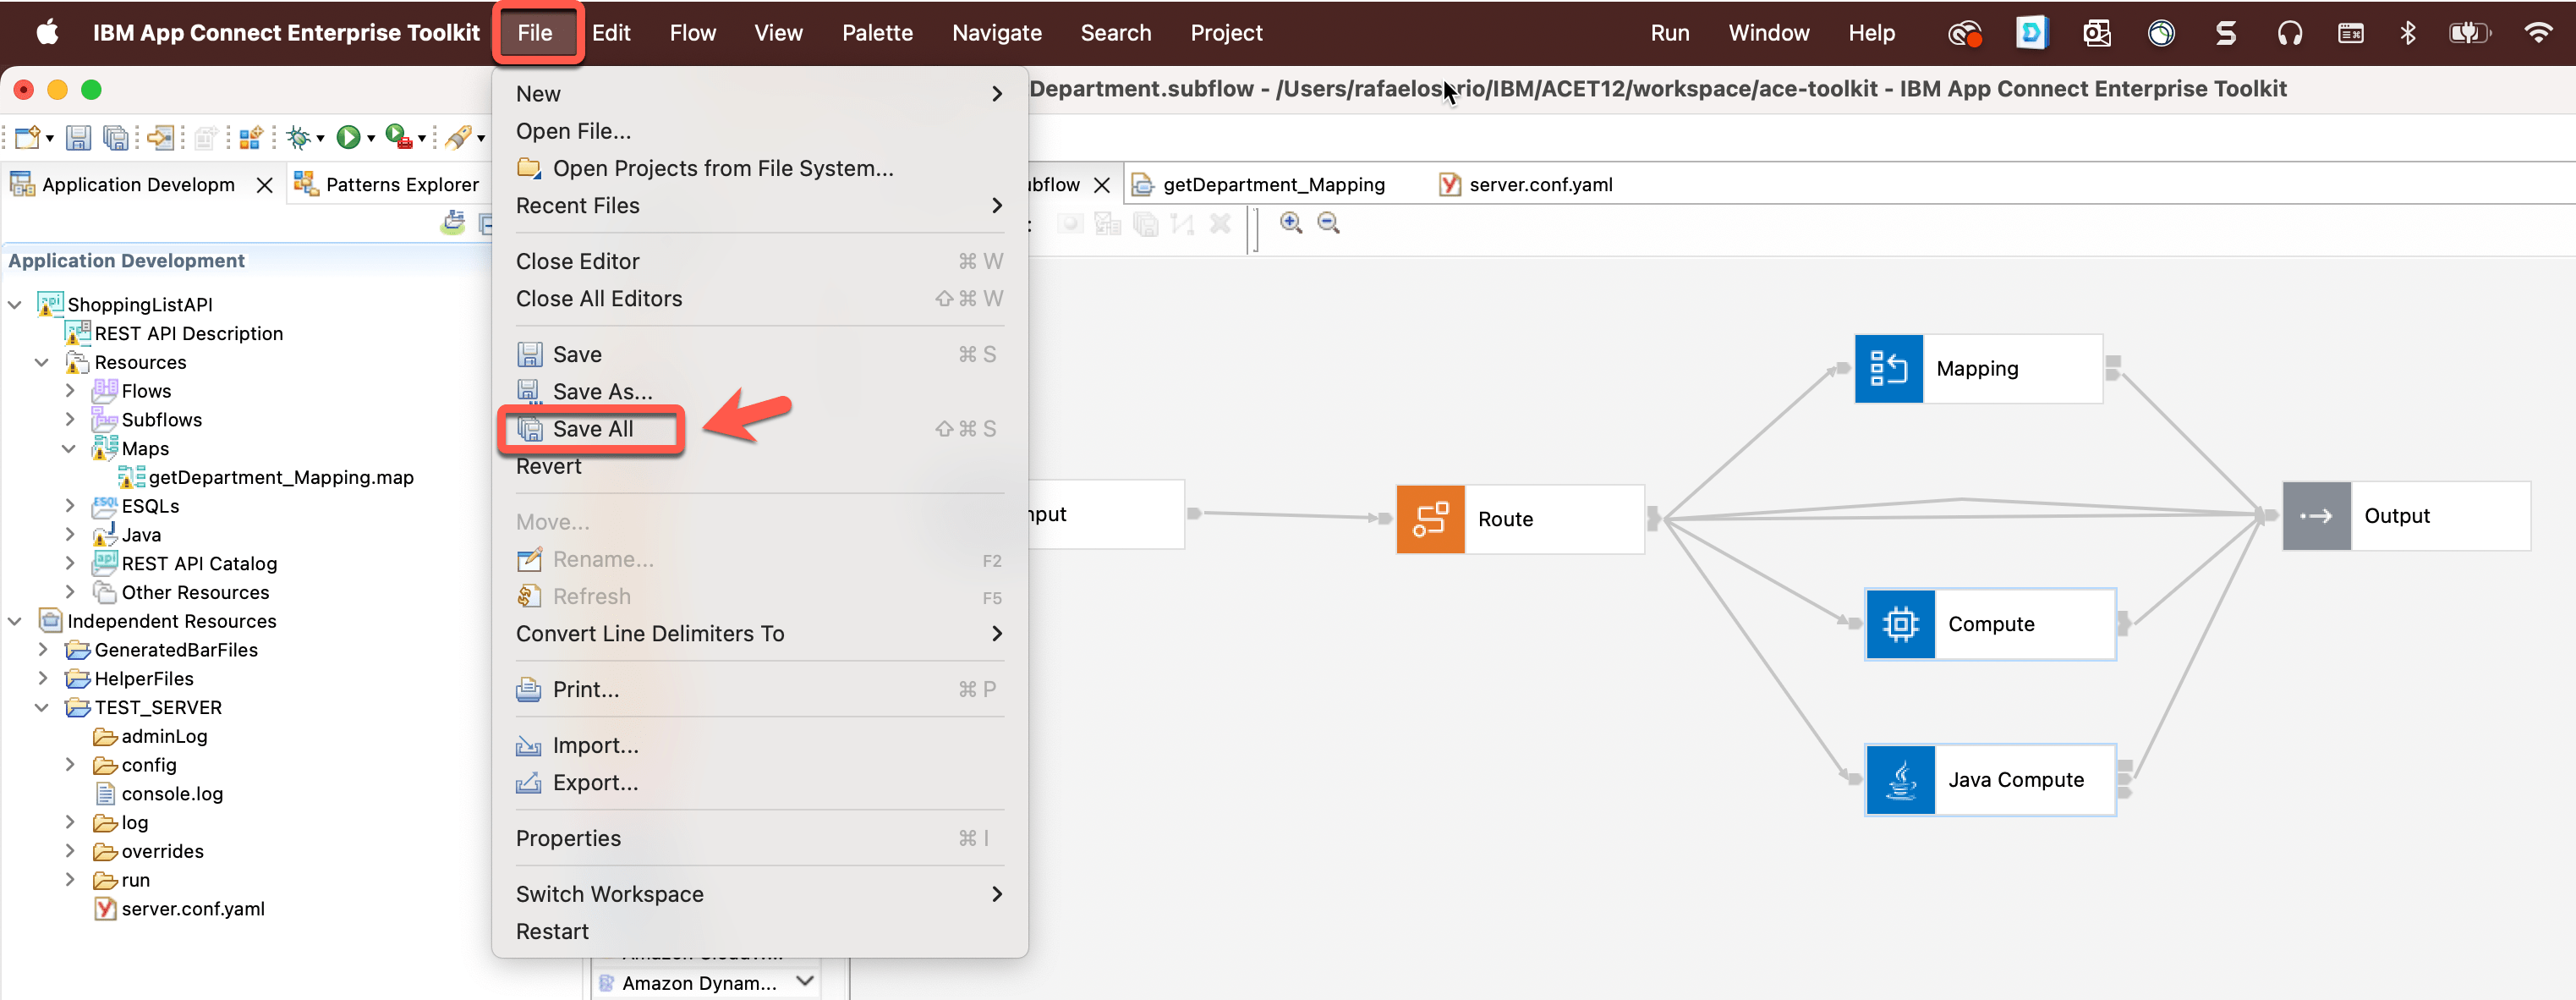 IBM App Connect Enterprise Toolkit File Edit Flow View Palette Navigate Search Project Run Window Help
Department.subflow - /Users/rafaelos rio/IBM/ACET12/workspace/ace-toolkit - IBM App Connect Enterprise Toolkit
Application Developm
Patterns Explorer
ubflow
getDepartment_Mapping
server.conf.yaml
Application Development
ShoppingListAPI
REST API Description
Resources
Flows
Subflows
Maps
getDepartment_Mapping.map
ESQLs
Java
REST API Catalog
Other Resources
Independent Resources
GeneratedBarFiles
HelperFiles
TEST_SERVER
adminLog
config
console.log
log
overrides
run
server.conf.yaml
New
Open File...
Open Projects from File System...
Recent Files
Close Editor ⌘ W
Close All Editors ⇧ ⌘ W
Save ⌘ S
Save As...
Save All ⇧ ⌘ S
Revert
Move...
Rename... F2
Refresh F5
Convert Line Delimiters To
Print... ⌘ P
Import...
Export...
Properties ⌘ I
Switch Workspace
Restart
Amazon Dynam...
nput
Route
Mapping
Compute
Java Compute
Output